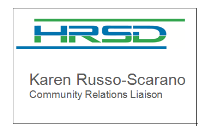 HRSD
Karen Russo-Scarano
Community Relations Liaison